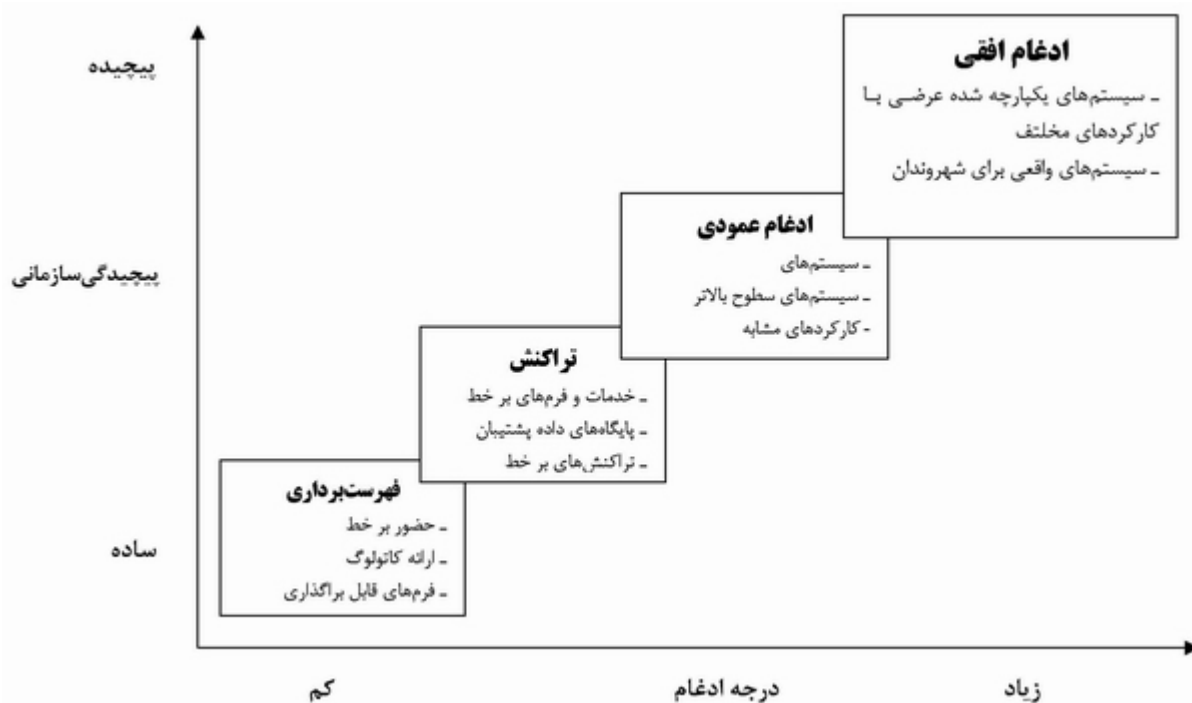 پیچیده
پیچیدگی‌سازمانی
ساده
ادغام افقی
ـ سیستم‌های یکپارچه شده عرضی با
کارکردهای مخلتف
ـ سیستم‌های واقعی برای شهروندان
ادغام عمودی
ـ سیستم‌های
ـ سیستم‌های سطوح بالاتر
- کارکردهای مشابه
تراکنش
ـ خدمات و فرم‌های بر خط
ـ پایگاه‌های داده پشتیبان
ـ تراکنش‌های بر خط
فهرست‌برداری
ـ حضور بر خط
ـ ارائه کاتولوگ
ـ فرم‌های قابل براگذاری
کم
درجه ادغام
زیاد